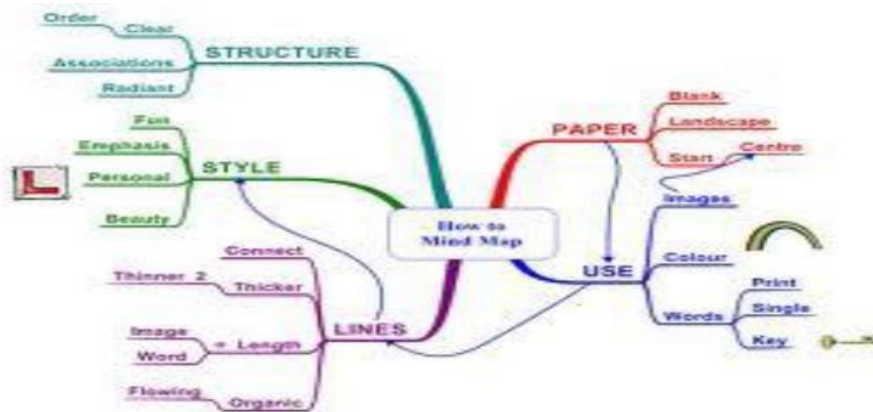 How to
Mind Map
PAPER
Blank
Landscape
Start
Centre
USE
Images
Colour
Words
Print
Single
Key
LINES
Connect
Thicker
Thinner 2
= Length
Image
Word
Organic
Flowing
STYLE
Fun
Emphasis
Personal
Beauty
L
STRUCTURE
Clear
Order
Associations
Radiant